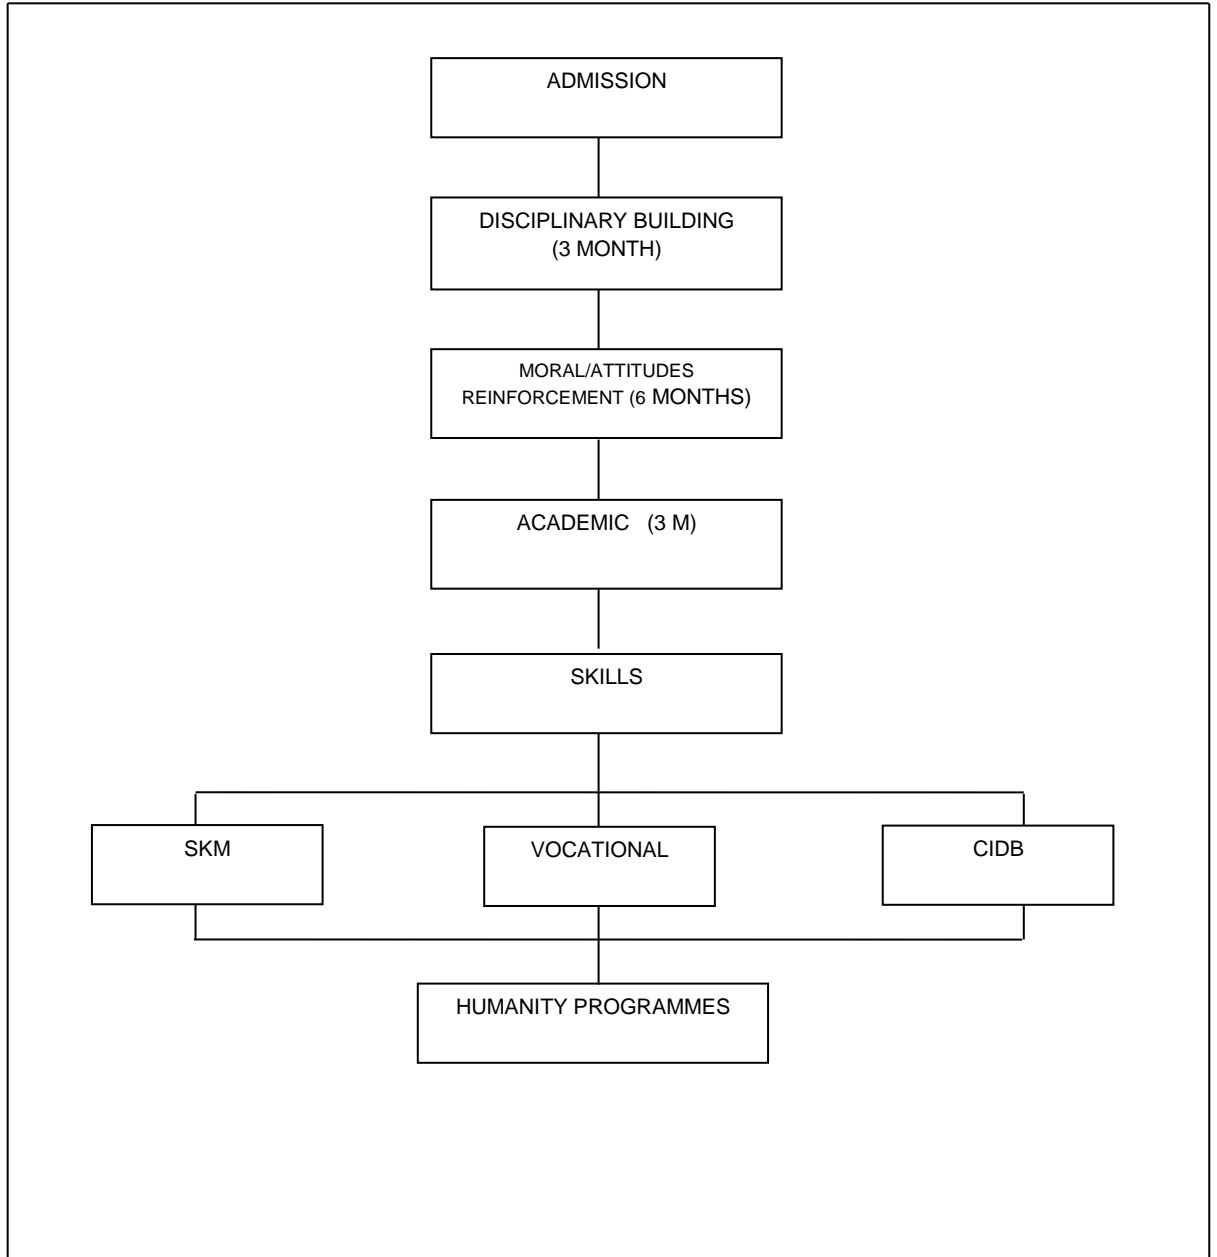 ADMISSION
DISCIPLINARY BUILDING
(3 MONTH)
MORAL/ATTITUDES
REINFORCEMENT (6 MONTHS)
ACADEMIC (3 M)
SKILLS
SKM
VOCATIONAL
CIDB
HUMANITY PROGRAMMES